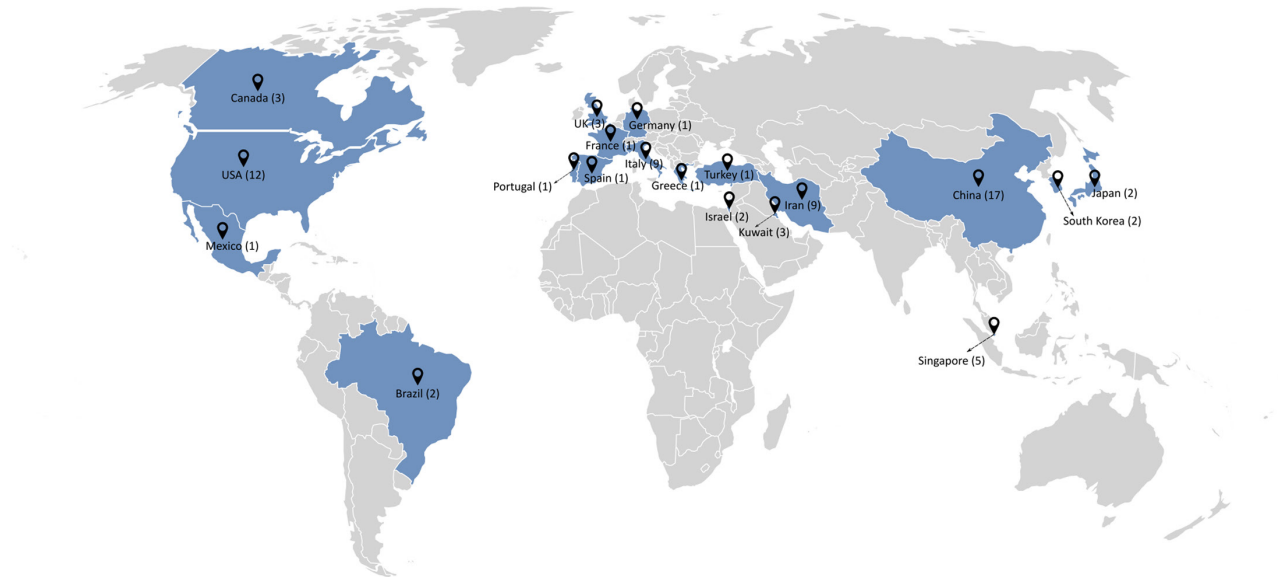 Canada (3)
USA (12)
Mexico (1)
Brazil (2)
UK (3)
Germany (1)
France (1)
Italy (9)
Portugal (1)
Spain (1)
Greece (1)
Turkey (1)
Israel (2)
Kuwait (3)
Iran (9)
China (17)
Japan (2)
South Korea (2)
Singapore (5)